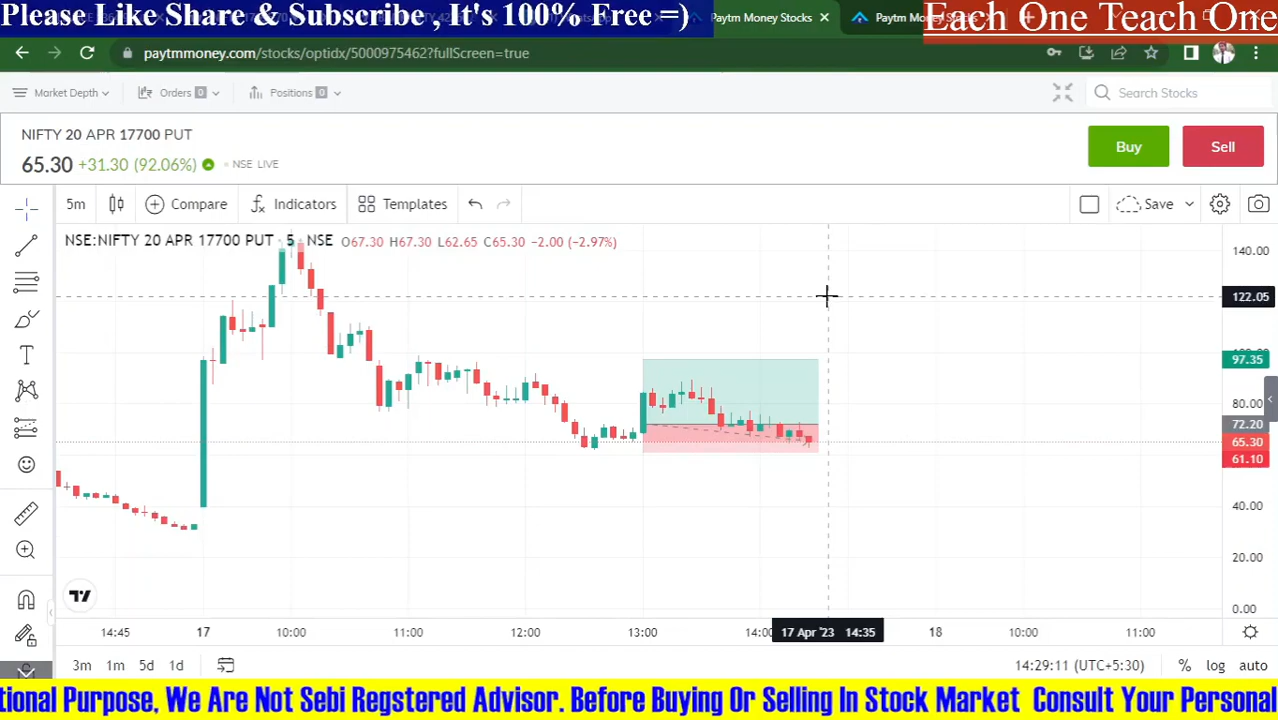 Please Like Share & Subscribe , It's 100% Free =)
Paytm Money Stocks
Paytm Money
Each One Teach One
paytmmoney.com/stocks/optidx/5000975462?fullScreen=true
Market Depth
Orders 0
Positions 0
Search Stocks
NIFTY 20 APR 17700 PUT
65.30 +31.30 (92.06%)
NSE LIVE
Buy
Sell
5m
Compare
Indicators
Templates
Save
NSE:NIFTY 20 APR 17700 PUT · 5 · NSE O67.30 H67.30 L62.65 C65.30 -2.00 (-2.97%)
140.00
122.05
97.35
80.00
72.20
65.30
61.10
40.00
20.00
0.00
14:45 17 10:00 11:00 12:00 13:00 14:00 17 Apr '23 14:35 18 10:00 11:00
3m 1m 5d 1d
14:29:11 (UTC+5:30) % log auto
tional Purpose, We Are Not Sebi Regstered Advisor. Before Buying Or Selling In Stock Market Consult Your Personal